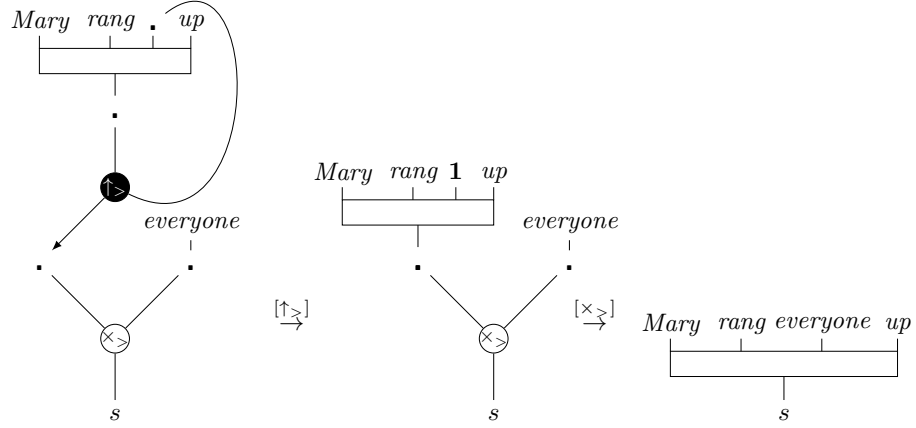 Mary rang . up
.
↑>
everyone
. .
×>
s
[↑>]
→
Mary rang 1 up
everyone
. .
×>
s
[×>]
→
Mary rang everyone up
s